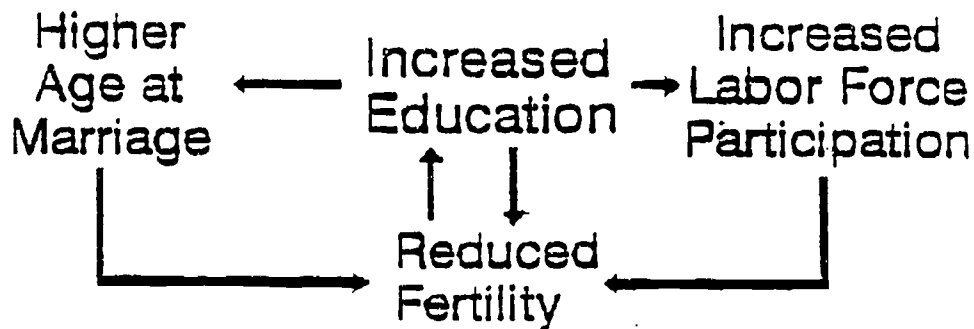 Higher
Age at
Marriage
Increased
Education
Increased
Labor Force
Participation
Reduced
Fertility